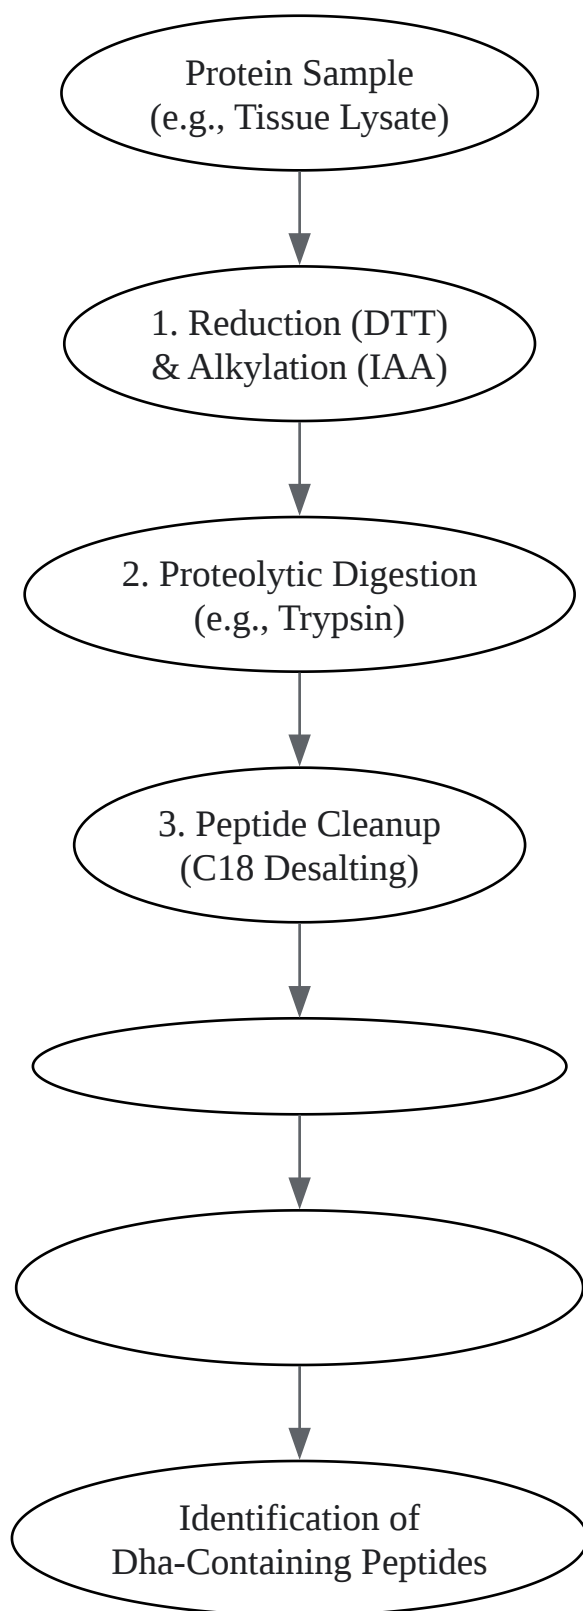 Protein Sample
(e.g., Tissue Lysate)
1. Reduction (DTT)
& Alkylation (IAA)
2. Proteolytic Digestion
(e.g., Trypsin)
3. Peptide Cleanup
(C18 Desalting)
Identification of
Dha-Containing Peptides